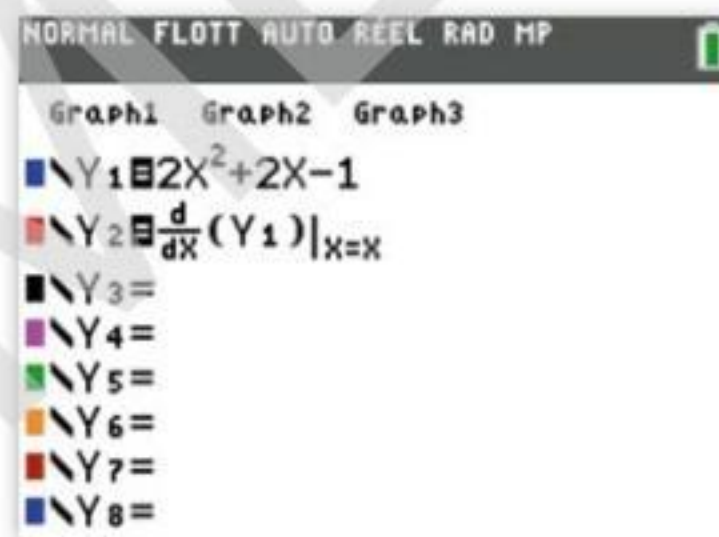 NORMAL FLOTT AUTO RÉEL RAD MP
Graph1 Graph2 Graph3
\Y1=2X²+2X-1
\Y2=d/dX(Y1)|X=X
\Y3=
\Y4=
\Y5=
\Y6=
\Y7=
\Y8=